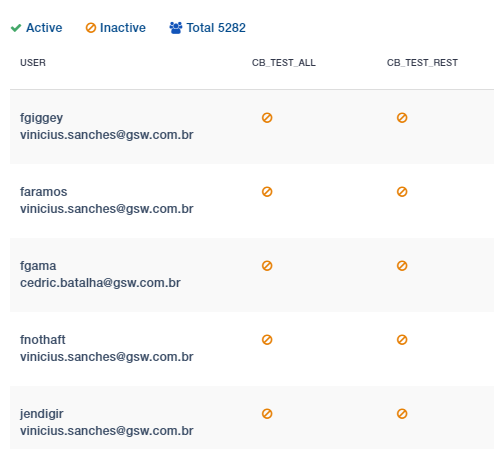 Active Inactive Total 5282
USER CB_TEST_ALL CB_TEST_REST
fgiggey
vinicius.sanches@gsw.com.br
faramos
vinicius.sanches@gsw.com.br
fgama
cedric.batalha@gsw.com.br
fnothaft
vinicius.sanches@gsw.com.br
jendigir
vinicius.sanches@gsw.com.br